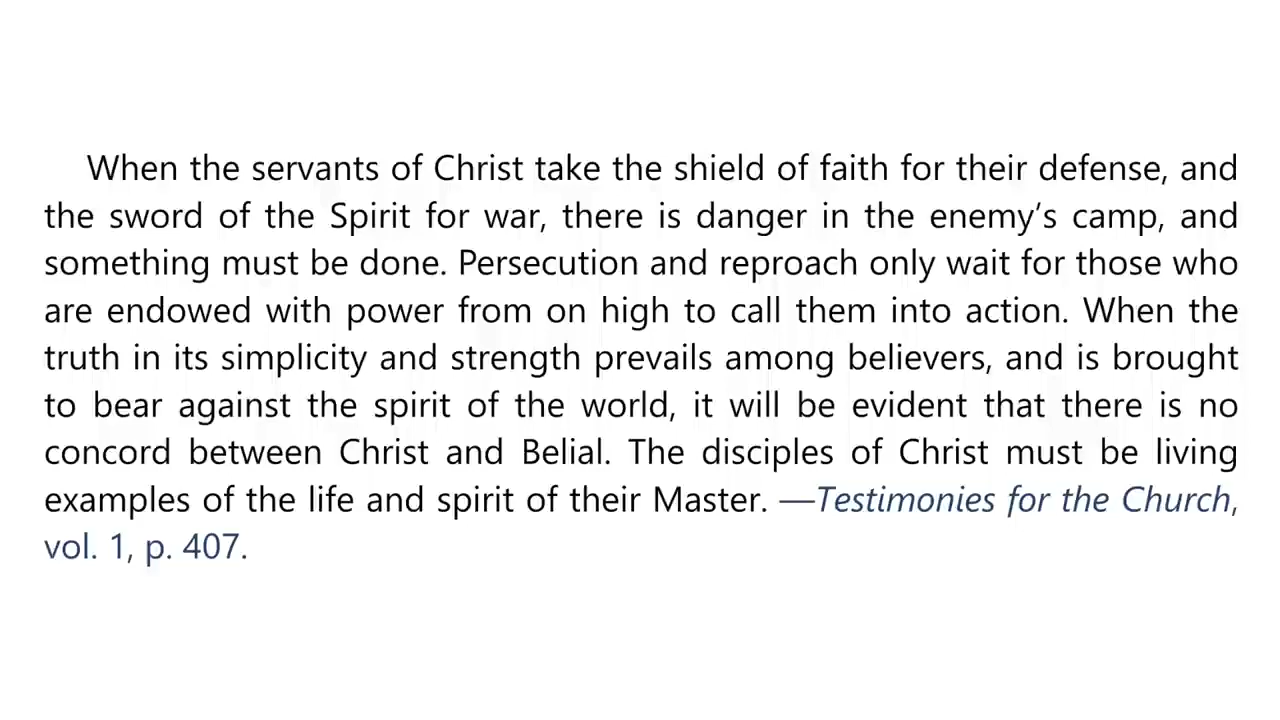 When the servants of Christ take the shield of faith for their defense, and
the sword of the Spirit for war, there is danger in the enemy’s camp, and
something must be done. Persecution and reproach only wait for those who
are endowed with power from on high to call them into action. When the
truth in its simplicity and strength prevails among believers, and is brought
to bear against the spirit of the world, it will be evident that there is no
concord between Christ and Belial. The disciples of Christ must be living
examples of the life and spirit of their Master. —Testimonies for the Church,
vol. 1, p. 407.